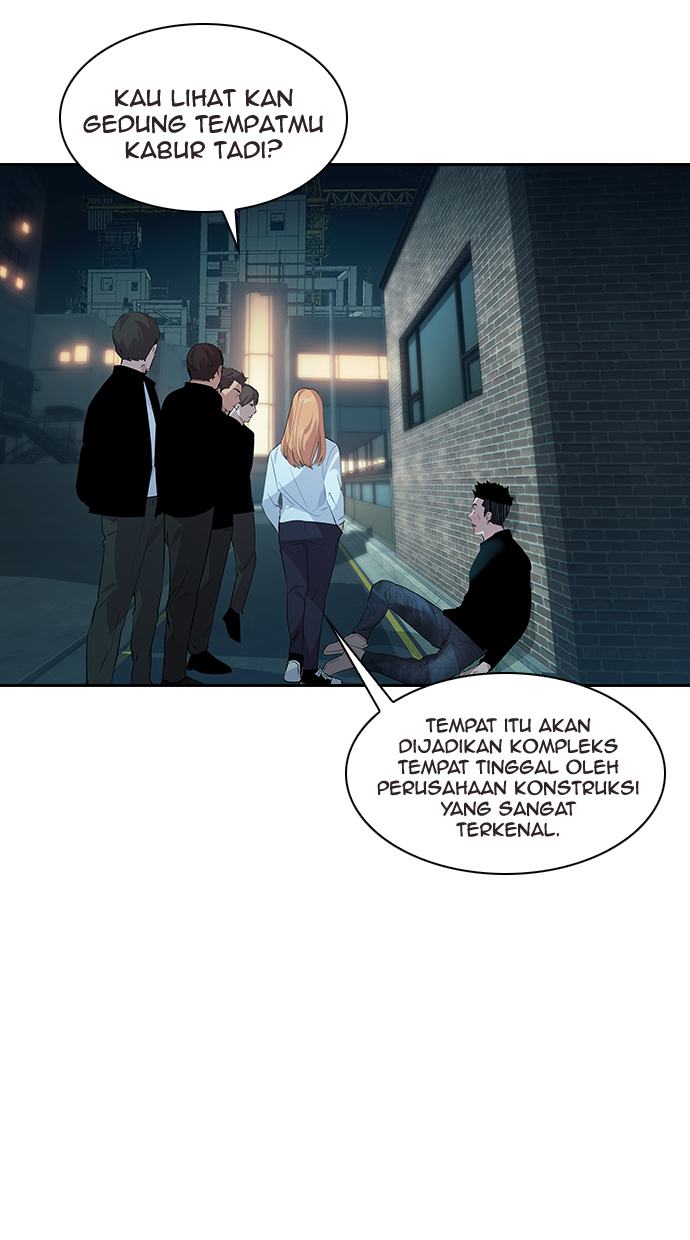 KAU LIHAT KAN
GEDUNG TEMPATMU
KABUR TADI?
TEMPAT ITU AKAN
DIJADIKAN KOMPLEKS
TEMPAT TINGGAL OLEH
PERUSAHAAN KONSTRUKSI
YANG SANGAT
TERKENAL.